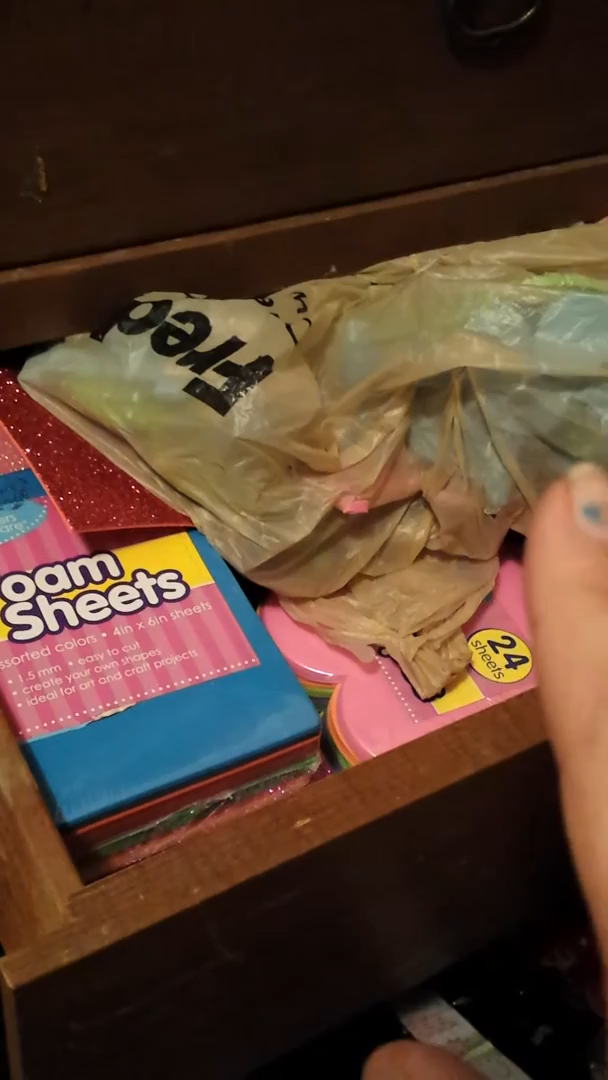 Fred
oam
Sheets
ssorted colors • 4in x 6in sheets
• 1.5 mm • easy to cut
• create your own shapes
• ideal for art and craft projects
24
sheets